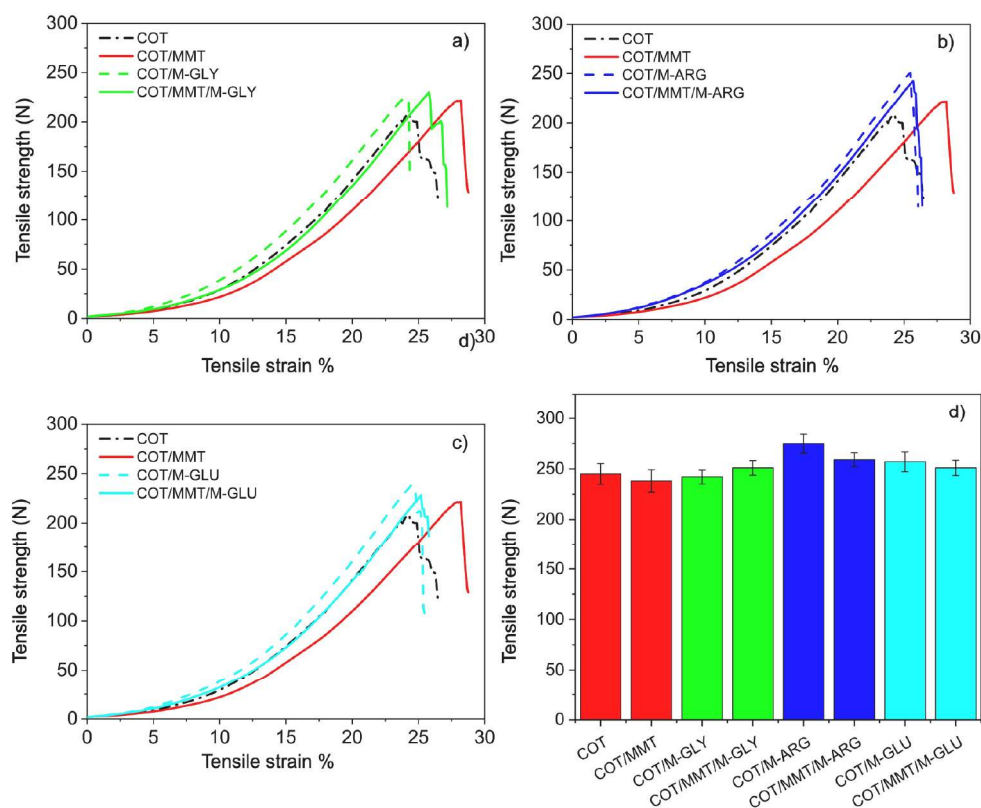 a)
COT
COT/MMT
COT/M-GLY
COT/MMT/M-GLY
Tensile strength (N)
300
250
200
150
100
50
0
0 5 10 15 20 25 30
d)
Tensile strain %
b)
COT
COT/MMT
COT/M-ARG
COT/MMT/M-ARG
Tensile strength (N)
300
250
200
150
100
50
0
0 5 10 15 20 25 30
Tensile strain %
c)
COT
COT/MMT
COT/M-GLU
COT/MMT/M-GLU
Tensile strength (N)
300
250
200
150
100
50
0
0 5 10 15 20 25 30
Tensile strain %
d)
Tensile strength (N)
300
250
200
150
100
50
0
COT
COT/MMT
COT/M-GLY
COT/MMT/M-GLY
COT/M-ARG
COT/MMT/M-ARG
COT/M-GLU
COT/MMT/M-GLU